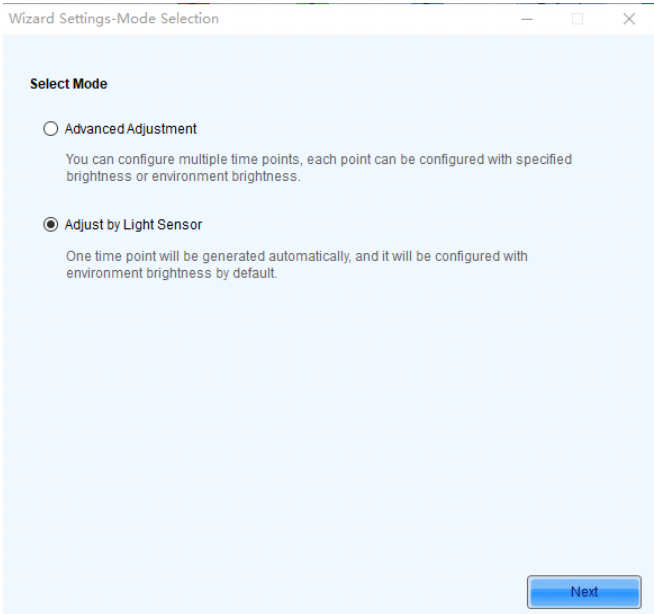 Wizard Settings-Mode Selection
Select Mode
Advanced Adjustment
You can configure multiple time points, each point can be configured with specified
brightness or environment brightness.
Adjust by Light Sensor
One time point will be generated automatically, and it will be configured with
environment brightness by default.
Next